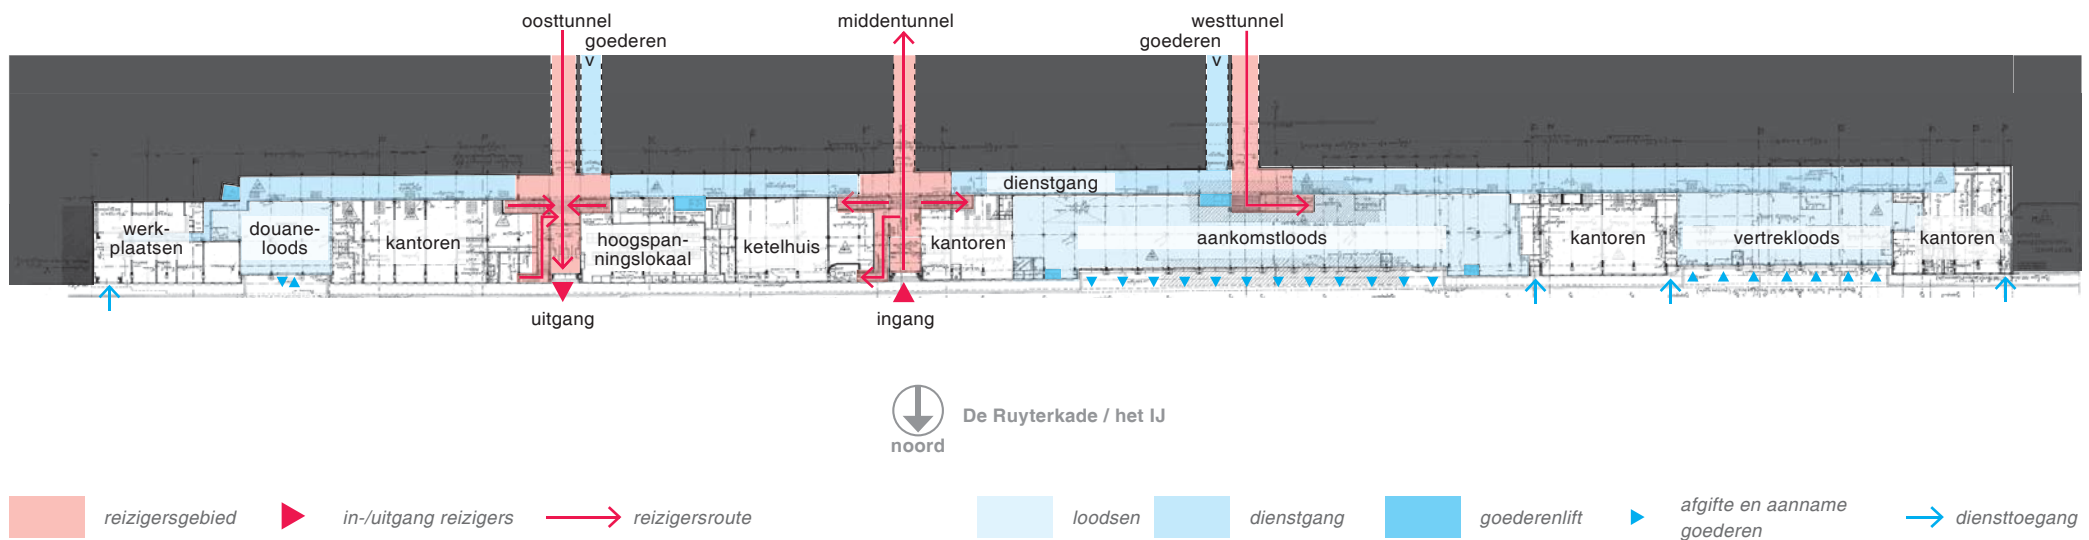 oosttunnel
middentunnel
westtunnel
goederen
goederen
v
v
dienstgang
werk-
plaatsen
douane-
loods
kantoren
hoogspan-
ningslokaal
ketelhuis
kantoren
aankomstloods
kantoren
vertrekloods
kantoren
uitgang
ingang
De Ruyterkade / het IJ
noord
reizigersgebied
in-/uitgang reizigers
reizigersroute
loodsen
dienstgang
goederenlift
afgifte en aanname
goederen
diensttoegang